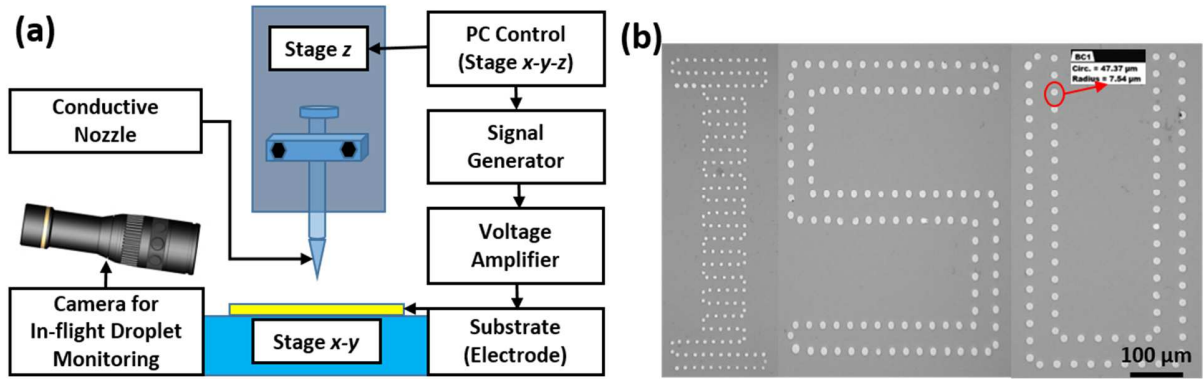 (a)
Stage z
PC Control
(Stage x-y-z)
Conductive
Nozzle
Signal
Generator
Voltage
Amplifier
Camera for
In-flight Droplet
Monitoring
Stage x-y
Substrate
(Electrode)
(b)
BC1
Circ. = 47.37 µm
Radius = 7.54 µm
100 µm